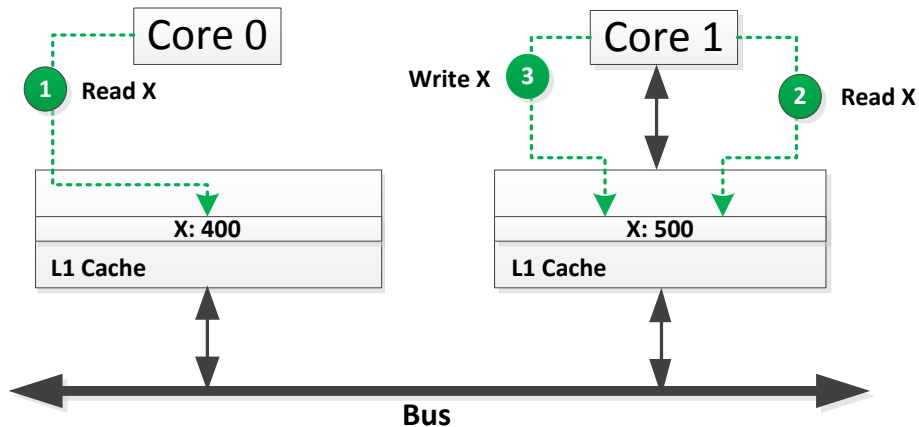 Core 0
Core 1
1
Read X
Write X
3
2
Read X
X: 400
X: 500
L1 Cache
L1 Cache
Bus